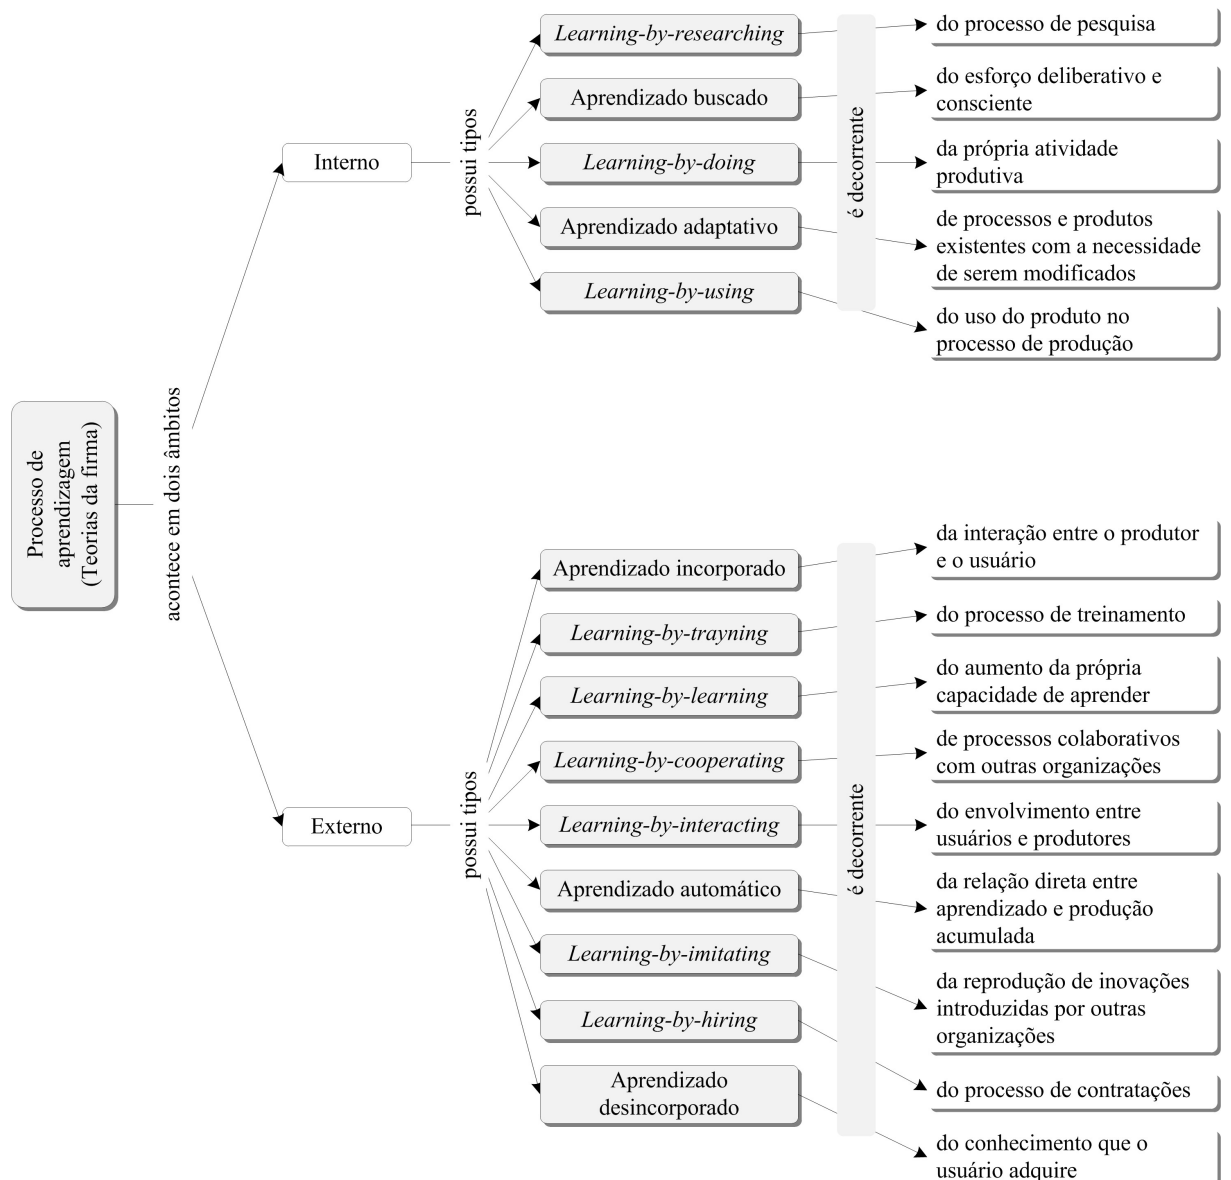 Processo de
aprendizagem
(Teorias da firma)
acontece em dois âmbitos
Interno
possui tipos
Learning-by-researching
Aprendizado buscado
Learning-by-doing
Aprendizado adaptativo
Learning-by-using
é decorrente
do processo de pesquisa
do esforço deliberativo e
consciente
da própria atividade
produtiva
de processos e produtos
existentes com a necessidade
de serem modificados
do uso do produto no
processo de produção
Externo
possui tipos
Aprendizado incorporado
Learning-by-trayning
Learning-by-learning
Learning-by-cooperating
Learning-by-interacting
Aprendizado automático
Learning-by-imitating
Learning-by-hiring
Aprendizado
desincorporado
é decorrente
da interação entre o produtor
e o usuário
do processo de treinamento
do aumento da própria
capacidade de aprender
de processos colaborativos
com outras organizações
do envolvimento entre
usuários e produtores
da relação direta entre
aprendizado e produção
acumulada
da reprodução de inovações
introduzidas por outras
organizações
do processo de contratações
do conhecimento que o
usuário adquire